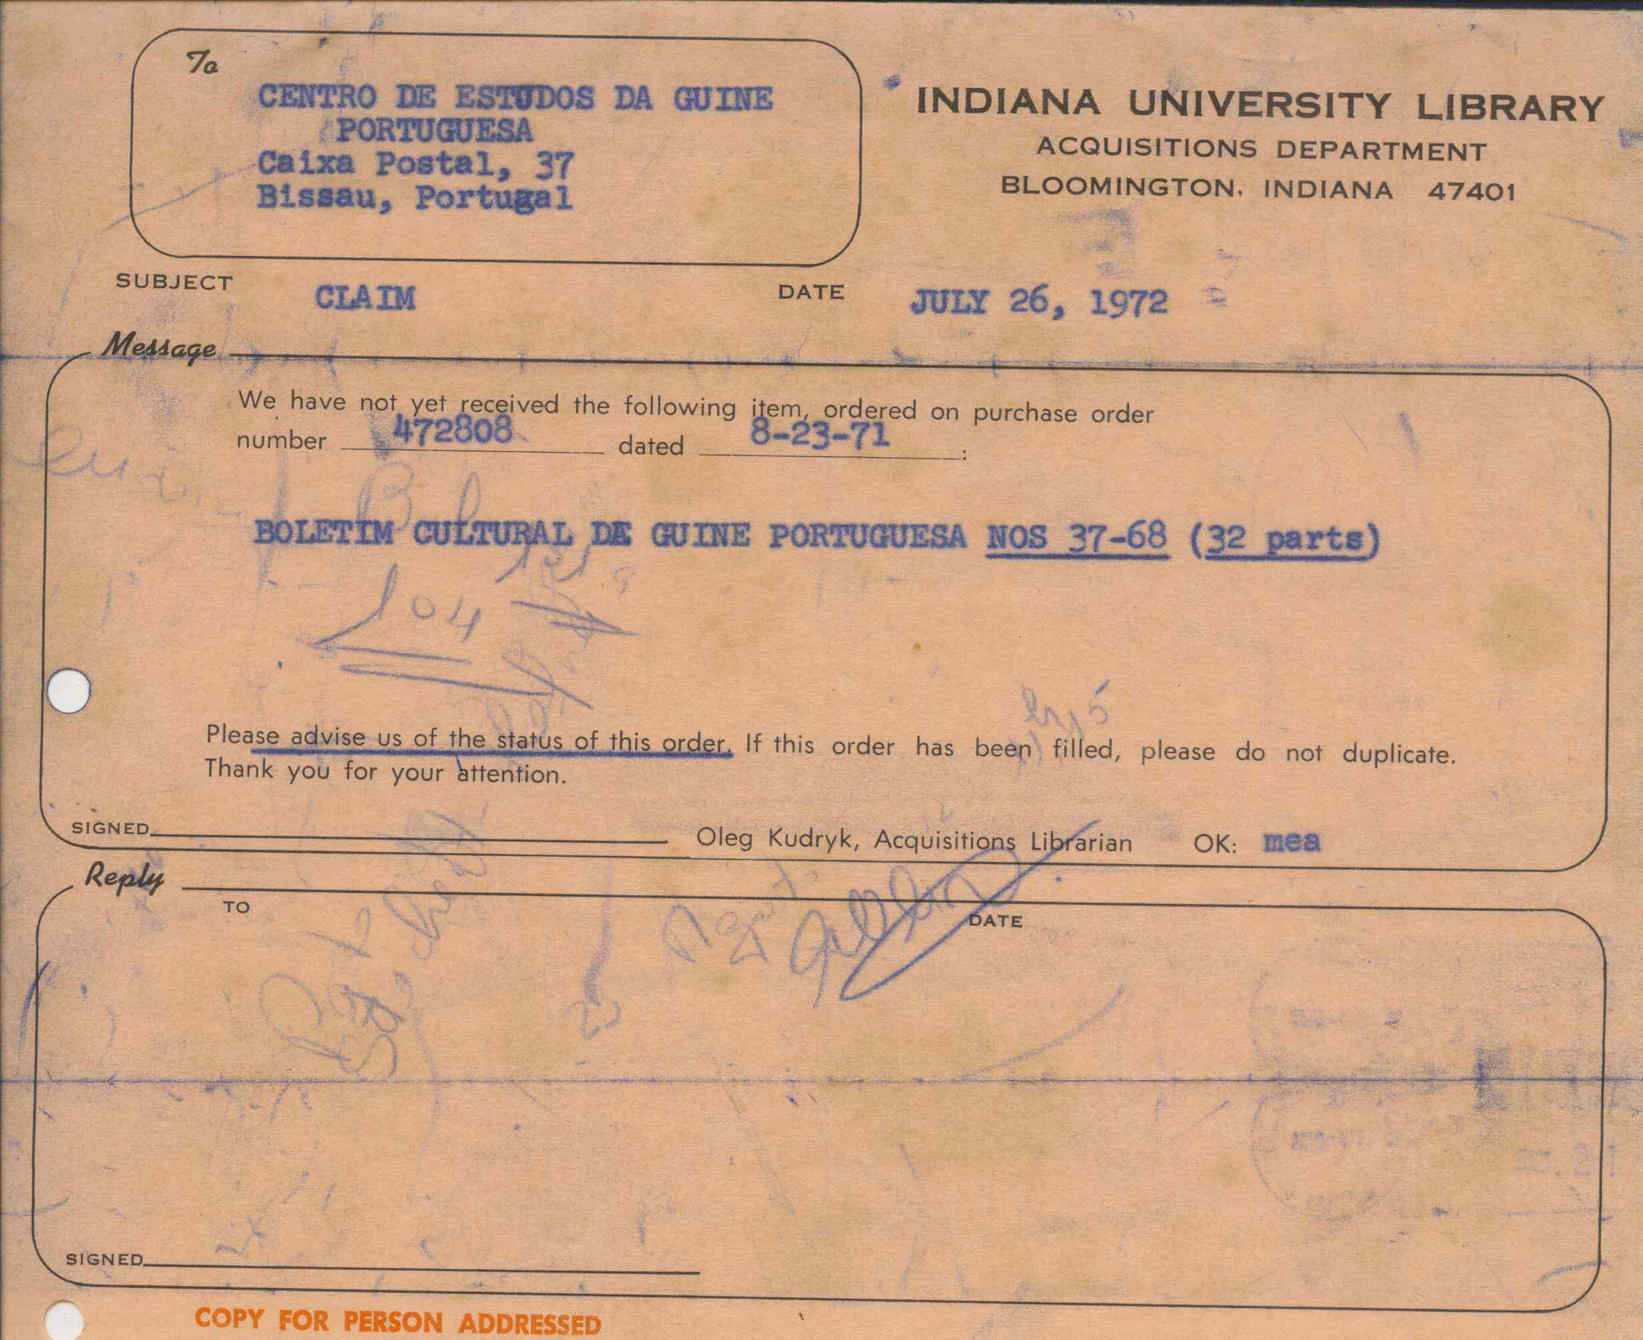 To
CENTRO DE ESTUDOS DA GUINE
PORTUGUESA
Caixa Postal, 37
Bissau, Portugal
INDIANA UNIVERSITY LIBRARY
ACQUISITIONS DEPARTMENT
BLOOMINGTON, INDIANA 47401
SUBJECT CLAIM DATE JULY 26, 1972
Message
We have not yet received the following item, ordered on purchase order
number 472808 dated 8-23-71 :
BOLETIM CULTURAL DE GUINE PORTUGUESA NOS 37-68 (32 parts)
104
Please advise us of the status of this order. If this order has been filled, please do not duplicate.
Thank you for your attention.
SIGNED Oleg Kudryk, Acquisitions Librarian OK: mea
Reply
TO DATE
SIGNED
COPY FOR PERSON ADDRESSED